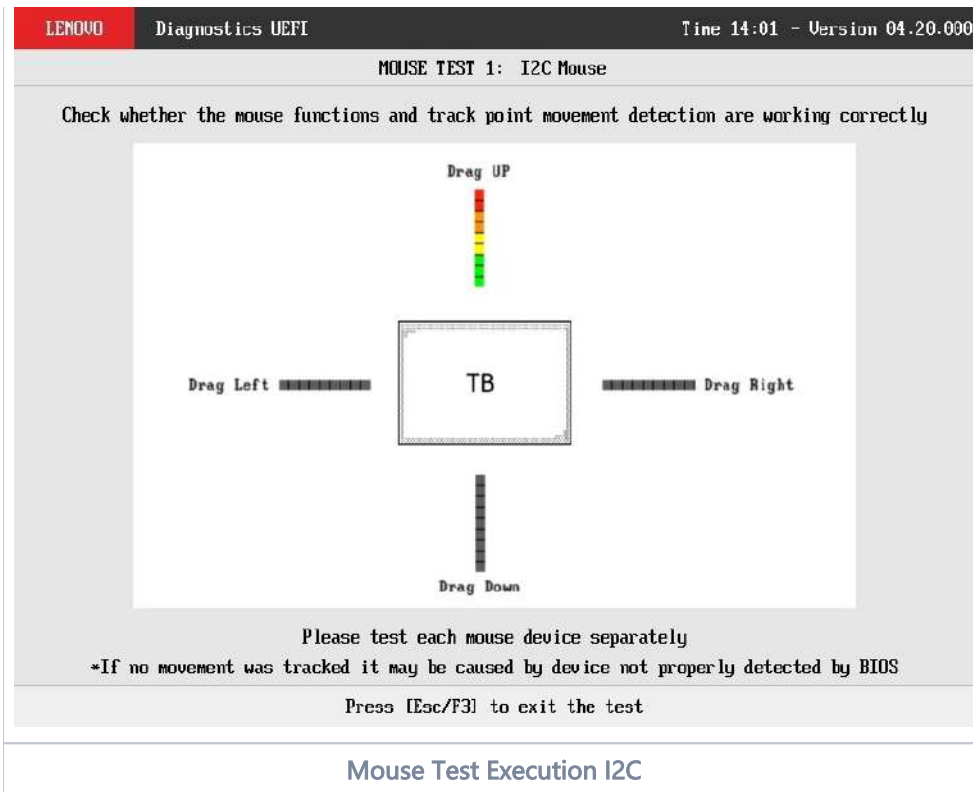 LENOVO Diagnostics UEFI Time 14:01 - Version 04.20.000
MOUSE TEST 1: I2C Mouse
Check whether the mouse functions and track point movement detection are working correctly
Drag UP
Drag Left TB Drag Right
Drag Down
Please test each mouse device separately
*If no movement was tracked it may be caused by device not properly detected by BIOS
Press [Esc/F3] to exit the test
Mouse Test Execution I2C